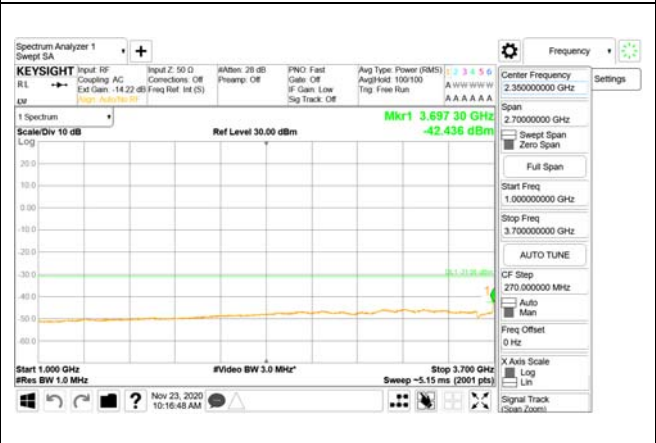 Spectrum Analyzer 1
Swept SA
Frequency
KEYSIGHT
Input: RF
Coupling: AC
Ext Gain: -14.22 dB
Align: Auto/No RF
Input Z: 50 Ω
Corrections: Off
Freq Ref: Int (S)
#Atten: 28 dB
Preamp: Off
PNO: Fast
Gate: Off
IF Gain: Low
Sig Track: Off
Avg Type: Power (RMS)
Avg|Hold: 100/100
Trig: Free Run
1 2 3 4 5 6
A W W W W W
A A A A A A
R L
1 Spectrum
Mkr1 3.697 30 GHz
Scale/Div 10 dB
Ref Level 30.00 dBm
-42.436 dBm
Log
20.0
10.0
0.00
-10.0
-20.0
-30.0
-40.0
-50.0
-60.0
1
Start 1.000 GHz
#Video BW 3.0 MHz*
Stop 3.700 GHz
#Res BW 1.0 MHz
Sweep ~5.15 ms (2001 pts)
Nov 23, 2020
10:16:48 AM
?
Center Frequency
2.350000000 GHz
Settings
Span
2.70000000 GHz
Swept Span
Zero Span
Full Span
Start Freq
1.000000000 GHz
Stop Freq
3.700000000 GHz
AUTO TUNE
CF Step
270.000000 MHz
Auto
Man
Freq Offset
0 Hz
X Axis Scale
Log
Lin
Signal Track
(Span Zoom)